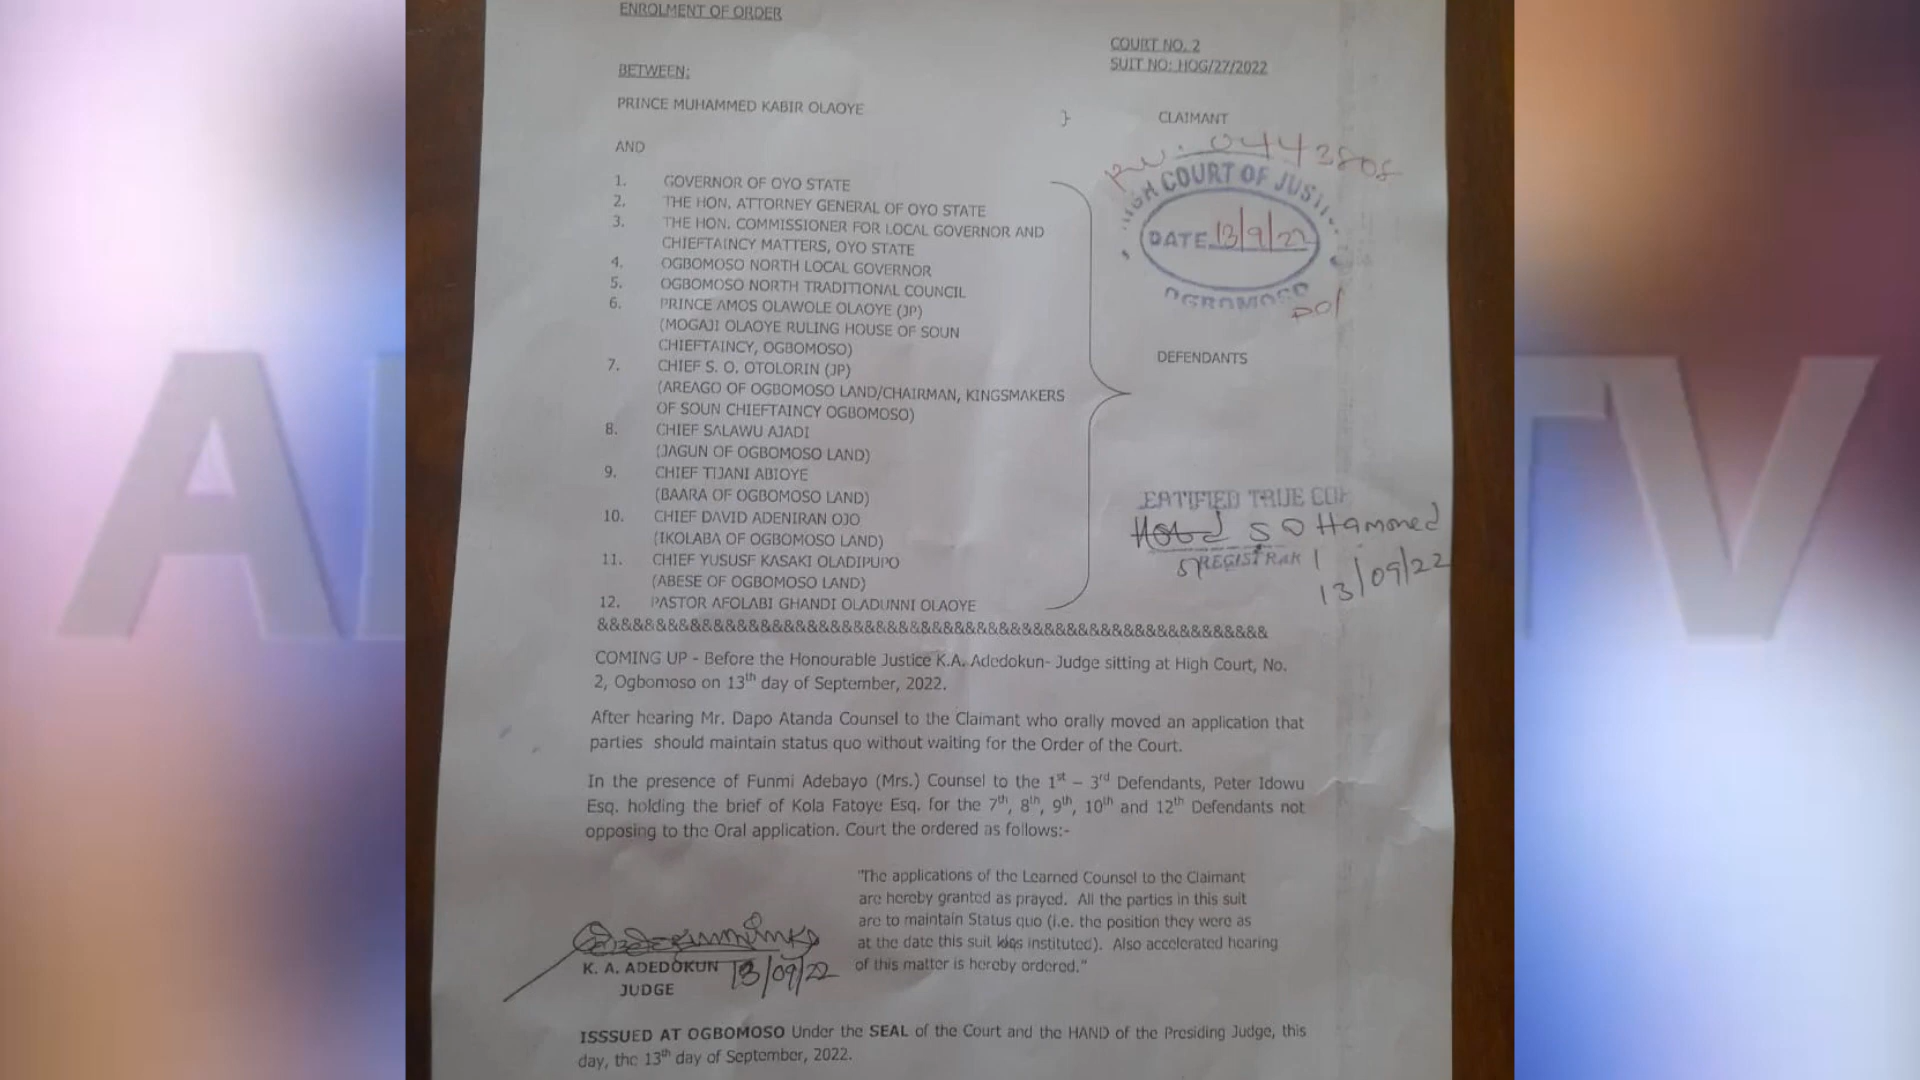 ENROLMENT OF ORDER
COURT NO. 2
SUIT NO: HOG/27/2022
BETWEEN:
PRINCE MUHAMMED KABIR OLAOYE
} CLAIMANT
AND
1. GOVERNOR OF OYO STATE
2. THE HON. ATTORNEY GENERAL OF OYO STATE
3. THE HON. COMMISSIONER FOR LOCAL GOVERNOR AND
CHIEFTAINCY MATTERS, OYO STATE
4. OGBOMOSO NORTH LOCAL GOVERNOR
5. OGBOMOSO NORTH TRADITIONAL COUNCIL
6. PRINCE AMOS OLAWOLE OLAOYE (JP)
(MOGAJI OLAOYE RULING HOUSE OF SOUN
CHIEFTAINCY, OGBOMOSO)
7. CHIEF S. O. OTOLORIN (JP)
(AREAGO OF OGBOMOSO LAND/CHAIRMAN, KINGSMAKERS
OF SOUN CHIEFTAINCY OGBOMOSO)
8. CHIEF SALAWU AJADI
(JAGUN OF OGBOMOSO LAND)
9. CHIEF TIJANI ABIOYE
(BAARA OF OGBOMOSO LAND)
10. CHIEF DAVID ADENIRAN OJO
(IKOLABA OF OGBOMOSO LAND)
11. CHIEF YUSUSF KASAKI OLADIPUPO
(ABESE OF OGBOMOSO LAND)
12. PASTOR AFOLABI GHANDI OLADUNNI OLAOYE
0443808
HIGH COURT OF JUSTI
DATE 13/9/22
OGBOMOSO
DEFENDANTS
ERTIFIED TRUE COP
S O Hammed
REGISTRAR 1
13/09/22
&&&&&&&&&&&&&&&&&&&&&&&&&&&&&&&&&&&&&&&&&&&&&&&&&&&&&&&&&&
COMING UP - Before the Honourable Justice K.A. Adedokun- Judge sitting at High Court, No.
2, Ogbomoso on 13th day of September, 2022.
After hearing Mr. Dapo Atanda Counsel to the Claimant who orally moved an application that
parties should maintain status quo without waiting for the Order of the Court.
In the presence of Funmi Adebayo (Mrs.) Counsel to the 1st – 3rd Defendants, Peter Idowu
Esq. holding the brief of Kola Fatoye Esq. for the 7th, 8th, 9th, 10th and 12th Defendants not
opposing to the Oral application. Court the ordered as follows:-
"The applications of the Learned Counsel to the Claimant
are hereby granted as prayed. All the parties in this suit
are to maintain Status quo (i.e. the position they were as
at the date this suit was instituted). Also accelerated hearing
of this matter is hereby ordered."
K. A. ADEDOKUN 13/09/22
JUDGE
ISSSUED AT OGBOMOSO Under the SEAL of the Court and the HAND of the Presiding Judge, this
day, the 13th day of September, 2022.
TV